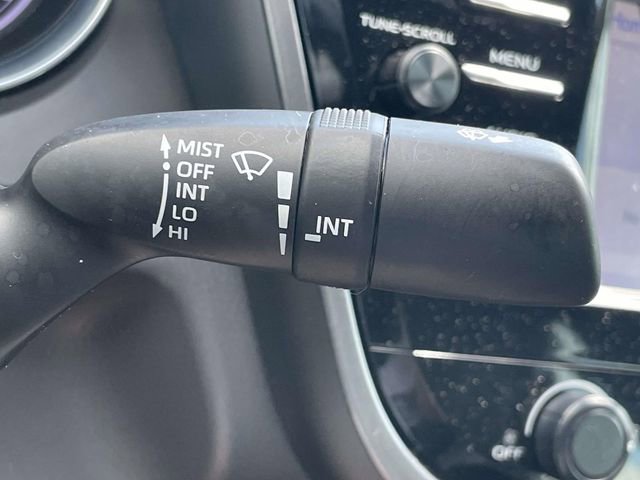 TUNE•SCROLL
MENU
MIST
OFF
INT
LO
HI
INT
OFF